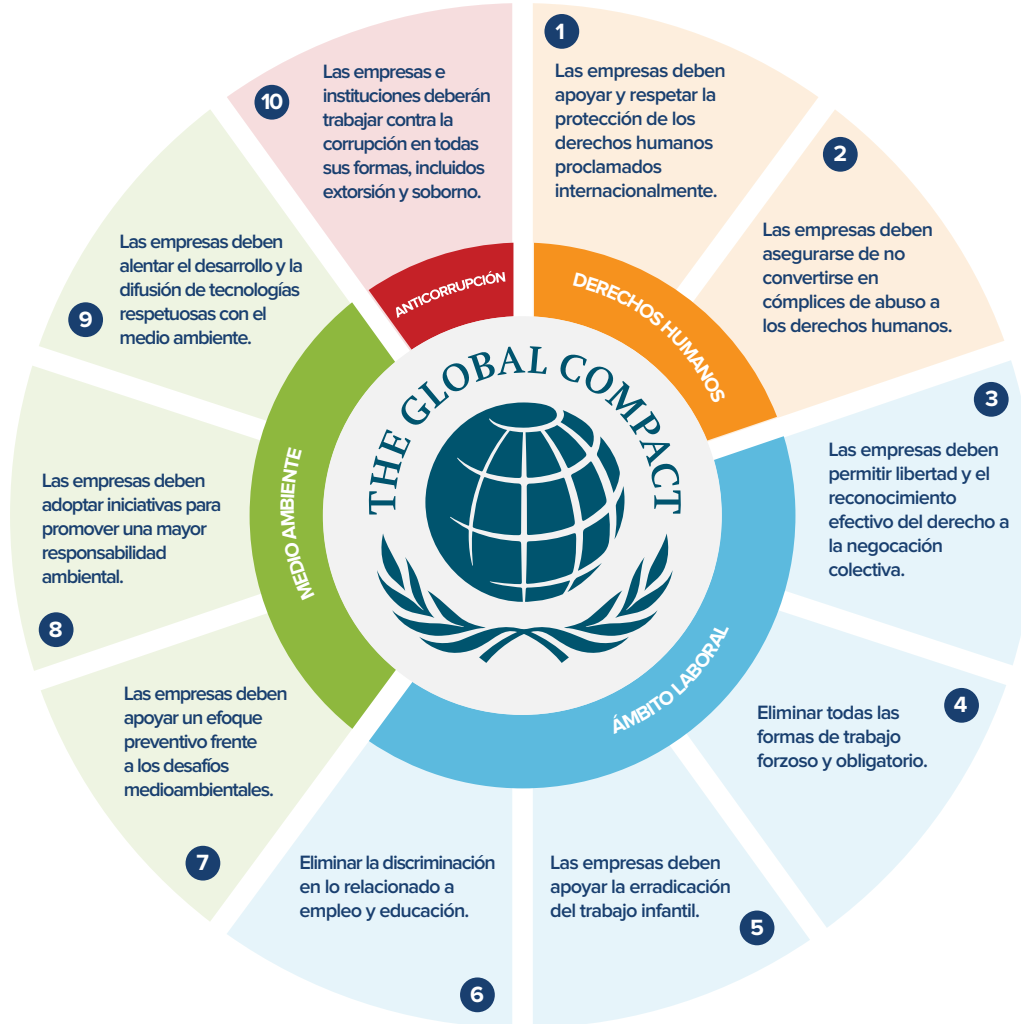 1
Las empresas deben
apoyar y respetar la
protección de los
derechos humanos
proclamados
internacionalmente.
2
Las empresas deben
asegurarse de no
convertirse en
cómplices de abuso a
los derechos humanos.
3
Las empresas deben
permitir libertad y el
reconocimiento
efectivo del derecho a
la negocación
colectiva.
4
Eliminar todas las
formas de trabajo
forzoso y obligatorio.
5
Las empresas deben
apoyar la erradicación
del trabajo infantil.
6
Eliminar la discriminación
en lo relacionado a
empleo y educación.
7
Las empresas deben
apoyar un efoque
preventivo frente
a los desafíos
medioambientales.
8
Las empresas deben
adoptar iniciativas para
promover una mayor
responsabilidad
ambiental.
9
Las empresas deben
alentar el desarrollo y la
difusión de tecnologías
respetuosas con el
medio ambiente.
10
Las empresas e
instituciones deberán
trabajar contra la
corrupción en todas
sus formas, incluidos
extorsión y soborno.
DERECHOS HUMANOS
ÁMBITO LABORAL
MEDIO AMBIENTE
ANTICORRUPCIÓN
THE GLOBAL COMPACT